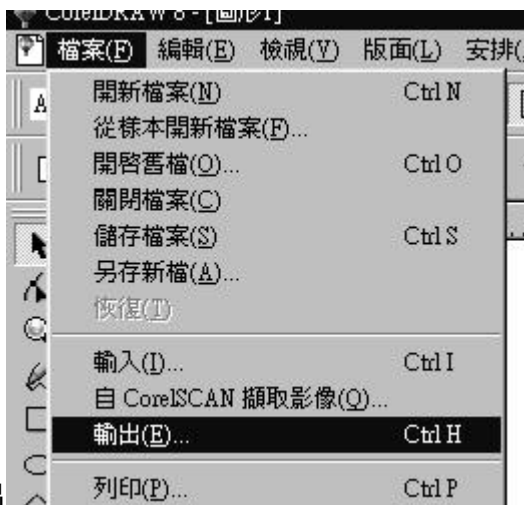 CorelDRAW 8 - [圖形1]
檔案(F) 編輯(E) 檢視(V) 版面(L) 安排(
開新檔案(N) Ctrl N
從樣本開新檔案(F)...
開啓舊檔(O)... Ctrl O
關閉檔案(C)
儲存檔案(S) Ctrl S
另存新檔(A)...
恢復(T)
輸入(I)... Ctrl I
自 CorelSCAN 擷取影像(Q)...
輸出(E)... Ctrl H
列印(P)... Ctrl P